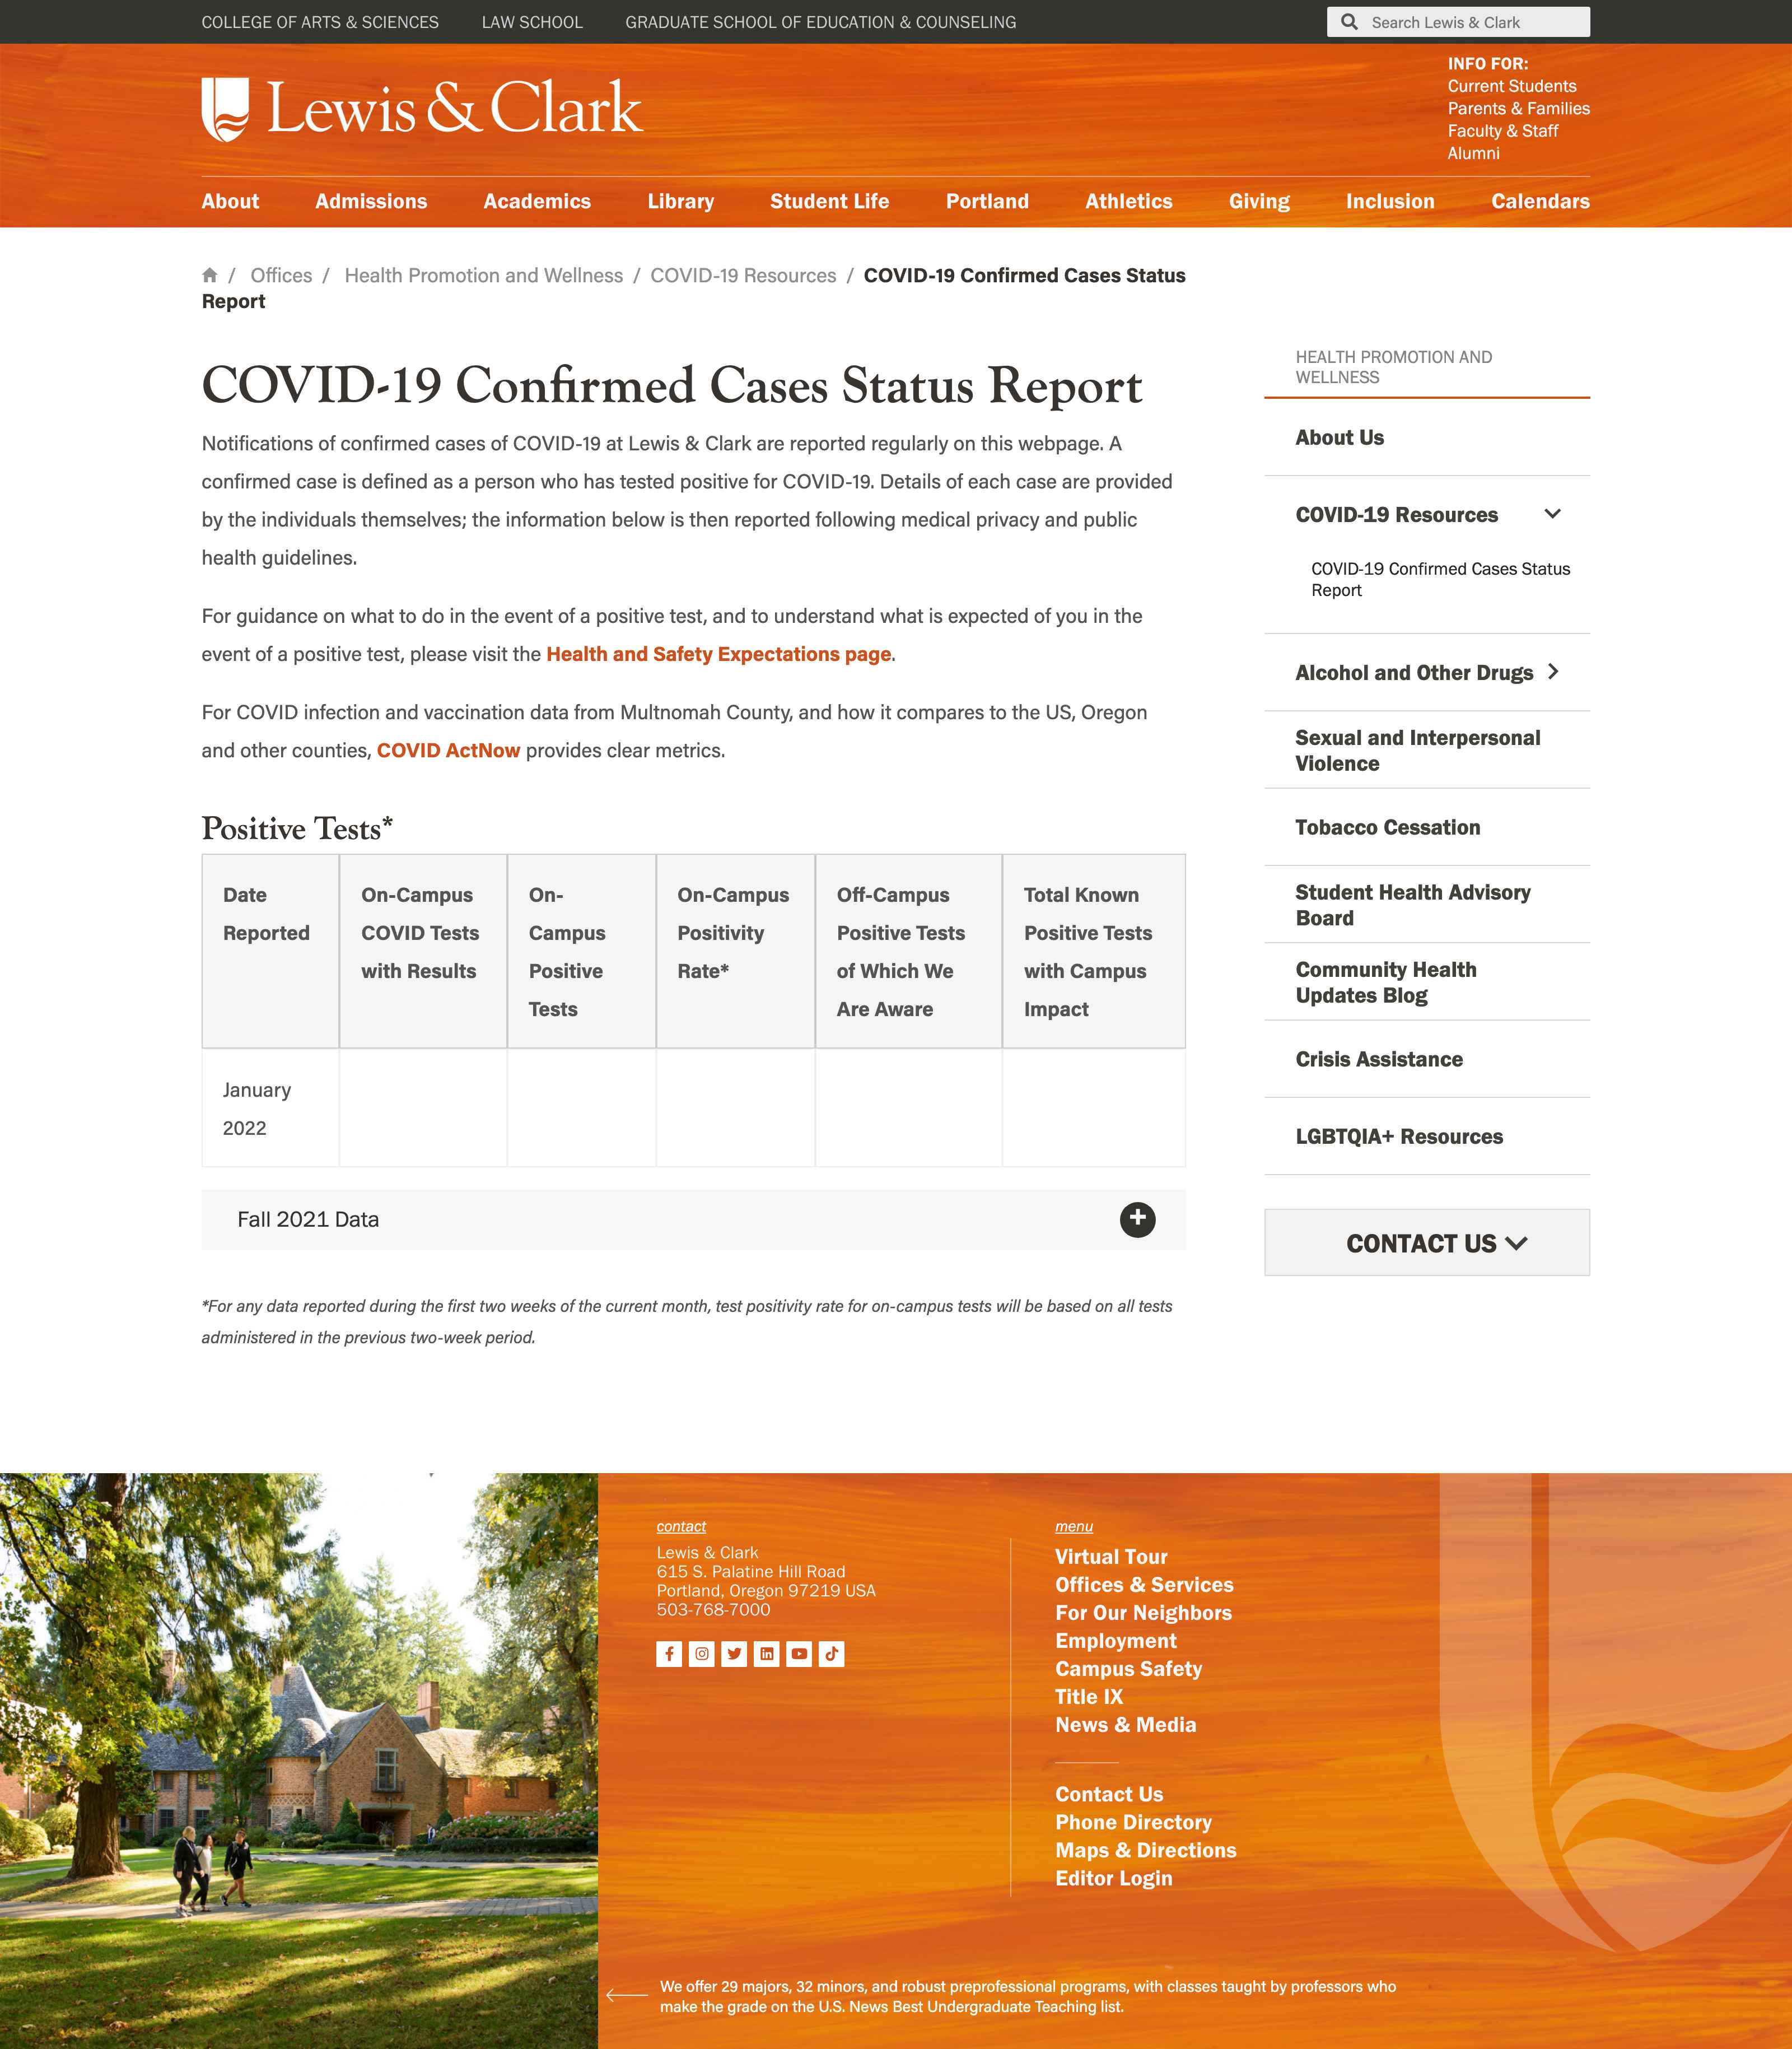 COLLEGE OF ARTS & SCIENCES LAW SCHOOL GRADUATE SCHOOL OF EDUCATION & COUNSELING
Search Lewis & Clark
Lewis & Clark
INFO FOR:
Current Students
Parents & Families
Faculty & Staff
Alumni
About Admissions Academics Library Student Life Portland Athletics Giving Inclusion Calendars
/ Offices / Health Promotion and Wellness / COVID-19 Resources / COVID-19 Confirmed Cases Status
Report
COVID-19 Confirmed Cases Status Report
Notifications of confirmed cases of COVID-19 at Lewis & Clark are reported regularly on this webpage. A
confirmed case is defined as a person who has tested positive for COVID-19. Details of each case are provided
by the individuals themselves; the information below is then reported following medical privacy and public
health guidelines.
For guidance on what to do in the event of a positive test, and to understand what is expected of you in the
event of a positive test, please visit the Health and Safety Expectations page.
For COVID infection and vaccination data from Multnomah County, and how it compares to the US, Oregon
and other counties, COVID ActNow provides clear metrics.
Positive Tests*
Date
Reported
On-Campus
COVID Tests
with Results
On-
Campus
Positive
Tests
On-Campus
Positivity
Rate*
Off-Campus
Positive Tests
of Which We
Are Aware
Total Known
Positive Tests
with Campus
Impact
January
2022
Fall 2021 Data
*For any data reported during the first two weeks of the current month, test positivity rate for on-campus tests will be based on all tests
administered in the previous two-week period.
HEALTH PROMOTION AND
WELLNESS
About Us
COVID-19 Resources
COVID-19 Confirmed Cases Status
Report
Alcohol and Other Drugs
Sexual and Interpersonal
Violence
Tobacco Cessation
Student Health Advisory
Board
Community Health
Updates Blog
Crisis Assistance
LGBTQIA+ Resources
CONTACT US
contact
Lewis & Clark
615 S. Palatine Hill Road
Portland, Oregon 97219 USA
503-768-7000
menu
Virtual Tour
Offices & Services
For Our Neighbors
Employment
Campus Safety
Title IX
News & Media
Contact Us
Phone Directory
Maps & Directions
Editor Login
We offer 29 majors, 32 minors, and robust preprofessional programs, with classes taught by professors who
make the grade on the U.S. News Best Undergraduate Teaching list.